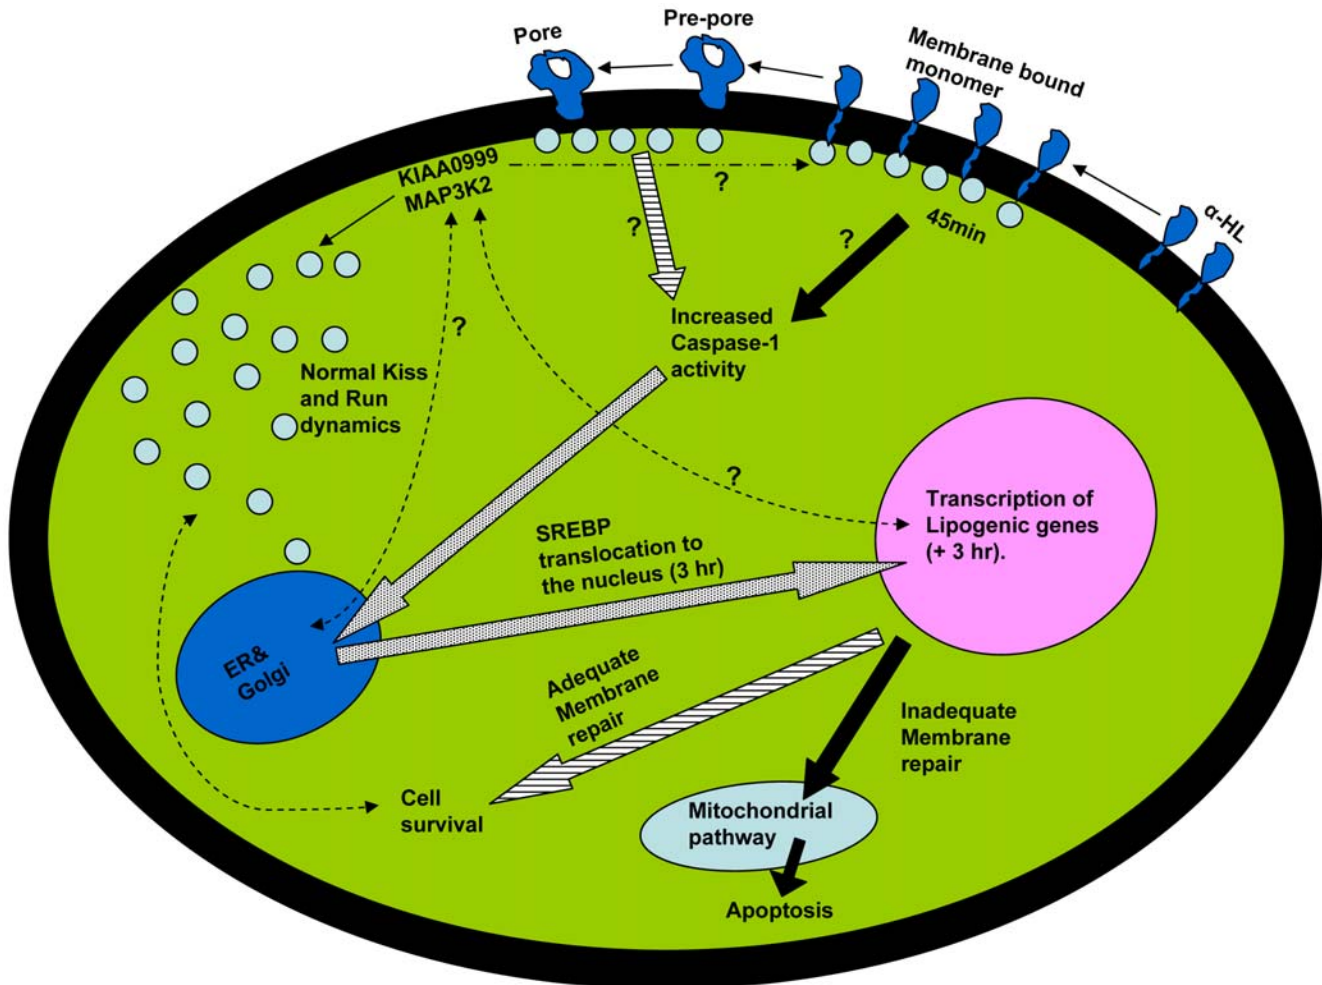 Pre-pore
Pore
Membrane bound
monomer
α-HL
KIAA0999
MAP3K2
?
?
?
45min
?
Increased
Caspase-1
activity
Normal Kiss
and Run
dynamics
?
Transcription of
Lipogenic genes
(+ 3 hr).
SREBP
translocation to
the nucleus (3 hr)
ER&
Golgi
Adequate
Membrane
repair
Inadequate
Membrane
repair
Cell
survival
Mitochondrial
pathway
Apoptosis